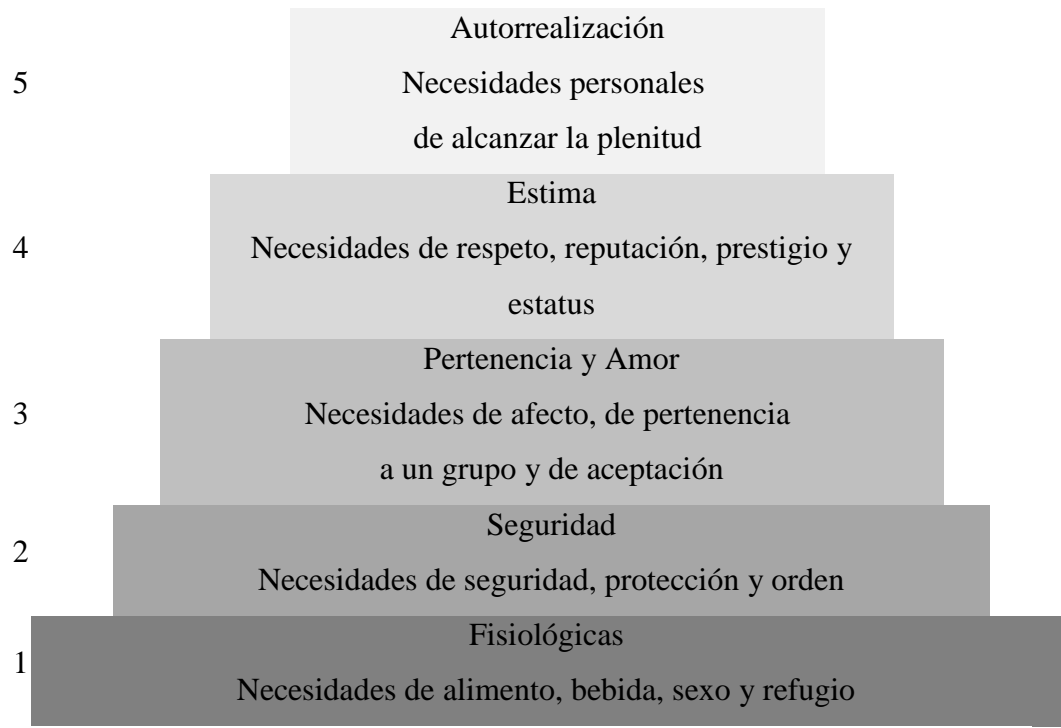 Autorrealización
5
Necesidades personales
de alcanzar la plenitud
Estima
4
Necesidades de respeto, reputación, prestigio y
estatus
Pertenencia y Amor
3
Necesidades de afecto, de pertenencia
a un grupo y de aceptación
Seguridad
2
Necesidades de seguridad, protección y orden
Fisiológicas
1
Necesidades de alimento, bebida, sexo y refugio